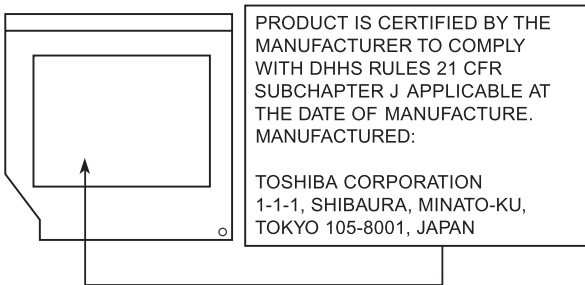 PRODUCT IS CERTIFIED BY THE
MANUFACTURER TO COMPLY
WITH DHHS RULES 21 CFR
SUBCHAPTER J APPLICABLE AT
THE DATE OF MANUFACTURE.
MANUFACTURED:
TOSHIBA CORPORATION
1-1-1, SHIBAURA, MINATO-KU,
TOKYO 105-8001, JAPAN